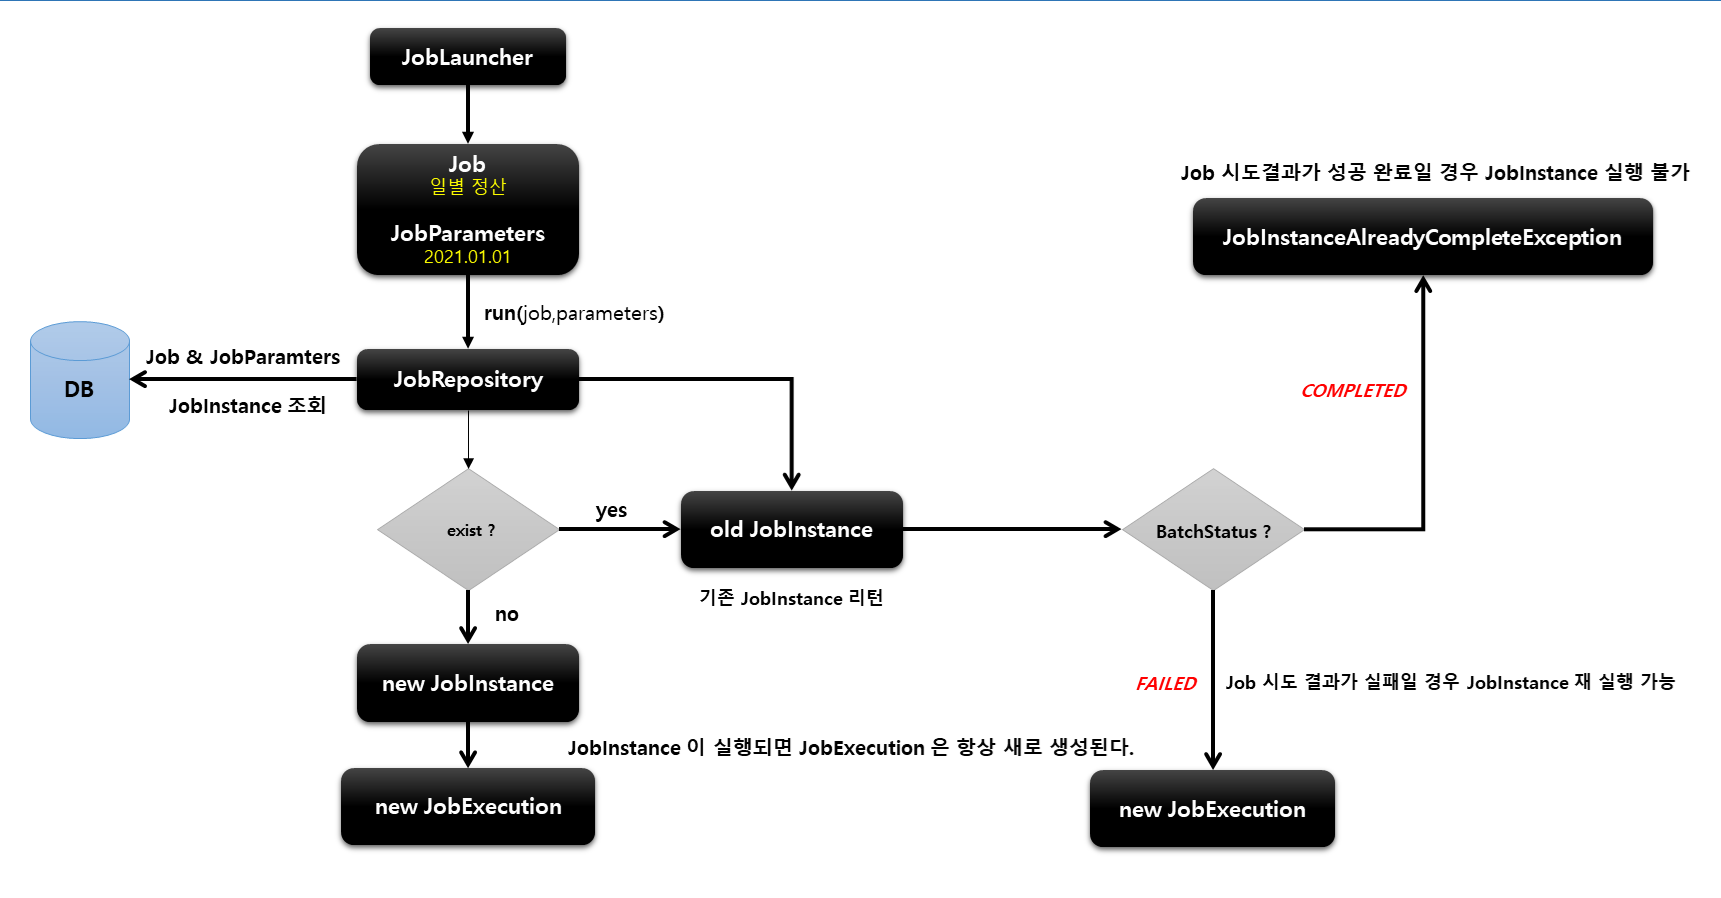 JobLauncher
Job
일별 정산
JobParameters
2021.01.01
run(job,parameters)
Job & JobParamters
JobInstance 조회
DB
JobRepository
exist ?
yes
no
old JobInstance
기존 JobInstance 리턴
new JobInstance
new JobExecution
JobInstance 이 실행되면 JobExecution 은 항상 새로 생성된다.
BatchStatus ?
COMPLETED
Job 시도결과가 성공 완료일 경우 JobInstance 실행 불가
JobInstanceAlreadyCompleteException
FAILED
Job 시도 결과가 실패일 경우 JobInstance 재 실행 가능
new JobExecution